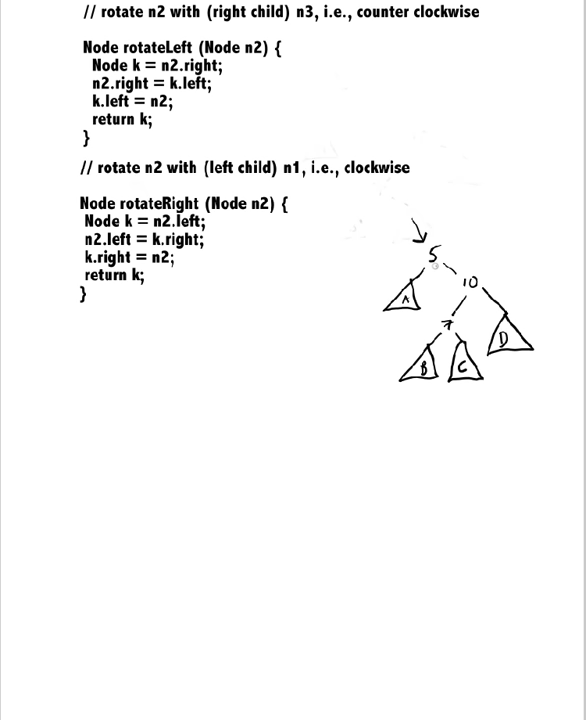 // rotate n2 with (right child) n3, i.e., counter clockwise
Node rotateLeft (Node n2) {
Node k = n2.right;
n2.right = k.left;
k.left = n2;
return k;
}
// rotate n2 with (left child) n1, i.e., clockwise
Node rotateRight (Node n2) {
Node k = n2.left;
n2.left = k.right;
k.right = n2;
return k;
}
5
10
A
7
D
B
C